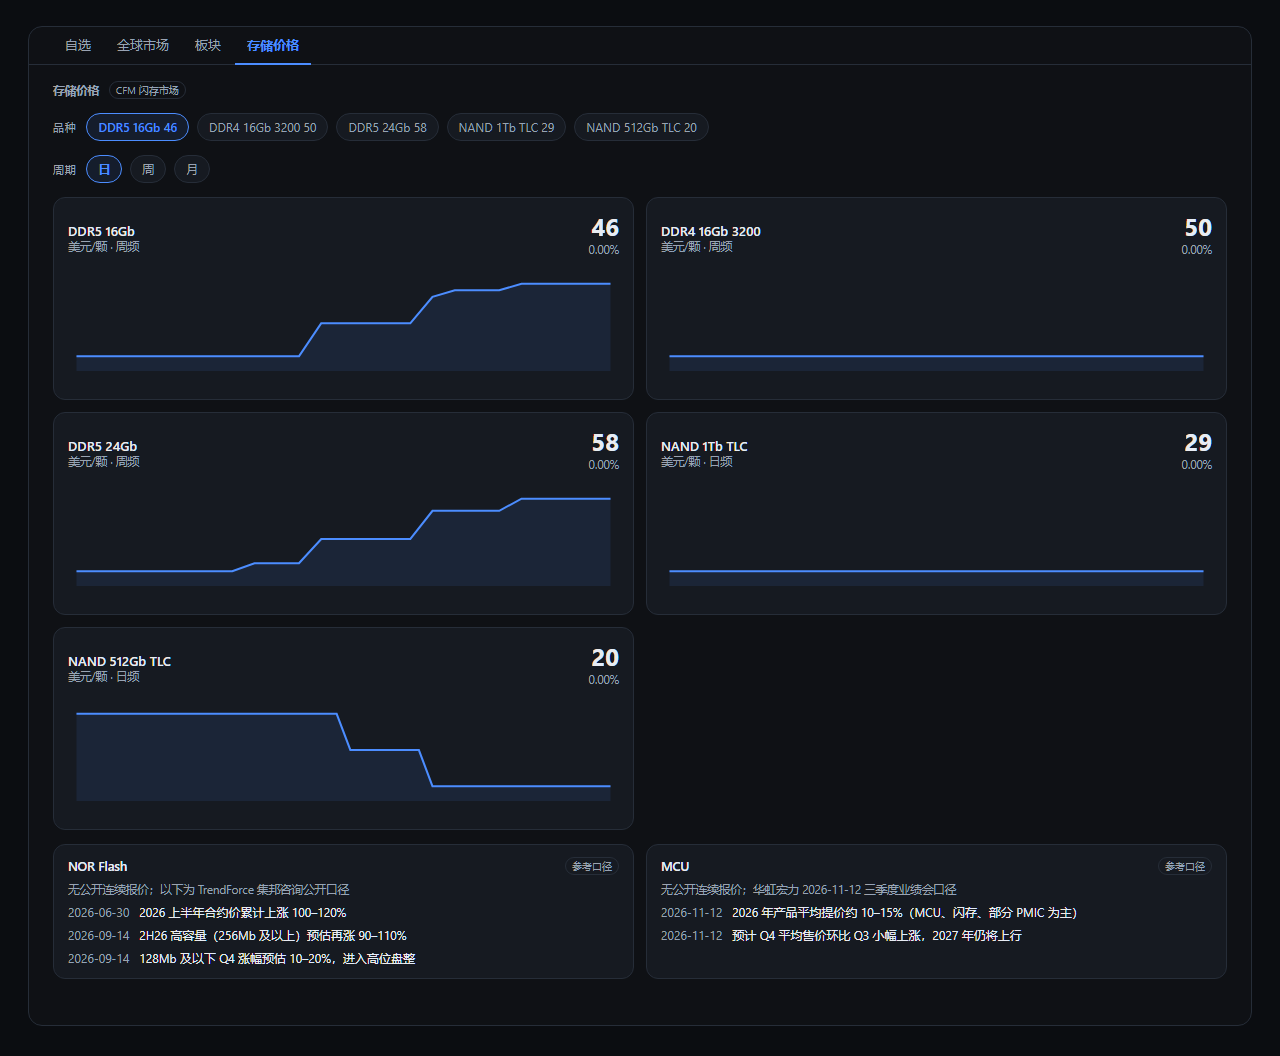 自选 全球市场 板块 存储价格
存储价格 CFM 闪存市场
品种 DDR5 16Gb 46 DDR4 16Gb 3200 50 DDR5 24Gb 58 NAND 1Tb TLC 29 NAND 512Gb TLC 20
周期 日 周 月
DDR5 16Gb 46
美元/颗 · 周频 0.00%
DDR4 16Gb 3200 50
美元/颗 · 周频 0.00%
DDR5 24Gb 58
美元/颗 · 周频 0.00%
NAND 1Tb TLC 29
美元/颗 · 日频 0.00%
NAND 512Gb TLC 20
美元/颗 · 日频 0.00%
NOR Flash 参考口径
无公开连续报价；以下为 TrendForce 集邦咨询公开口径
2026-06-30 2026 上半年合约价累计上涨 100–120%
2026-09-14 2H26 高容量（256Mb 及以上）预估再涨 90–110%
2026-09-14 128Mb 及以下 Q4 涨幅预估 10–20%，进入高位盘整
MCU 参考口径
无公开连续报价；华虹宏力 2026-11-12 三季度业绩会口径
2026-11-12 2026 年产品平均提价约 10–15%（MCU、闪存、部分 PMIC 为主）
2026-11-12 预计 Q4 平均售价环比 Q3 小幅上涨，2027 年仍将上行